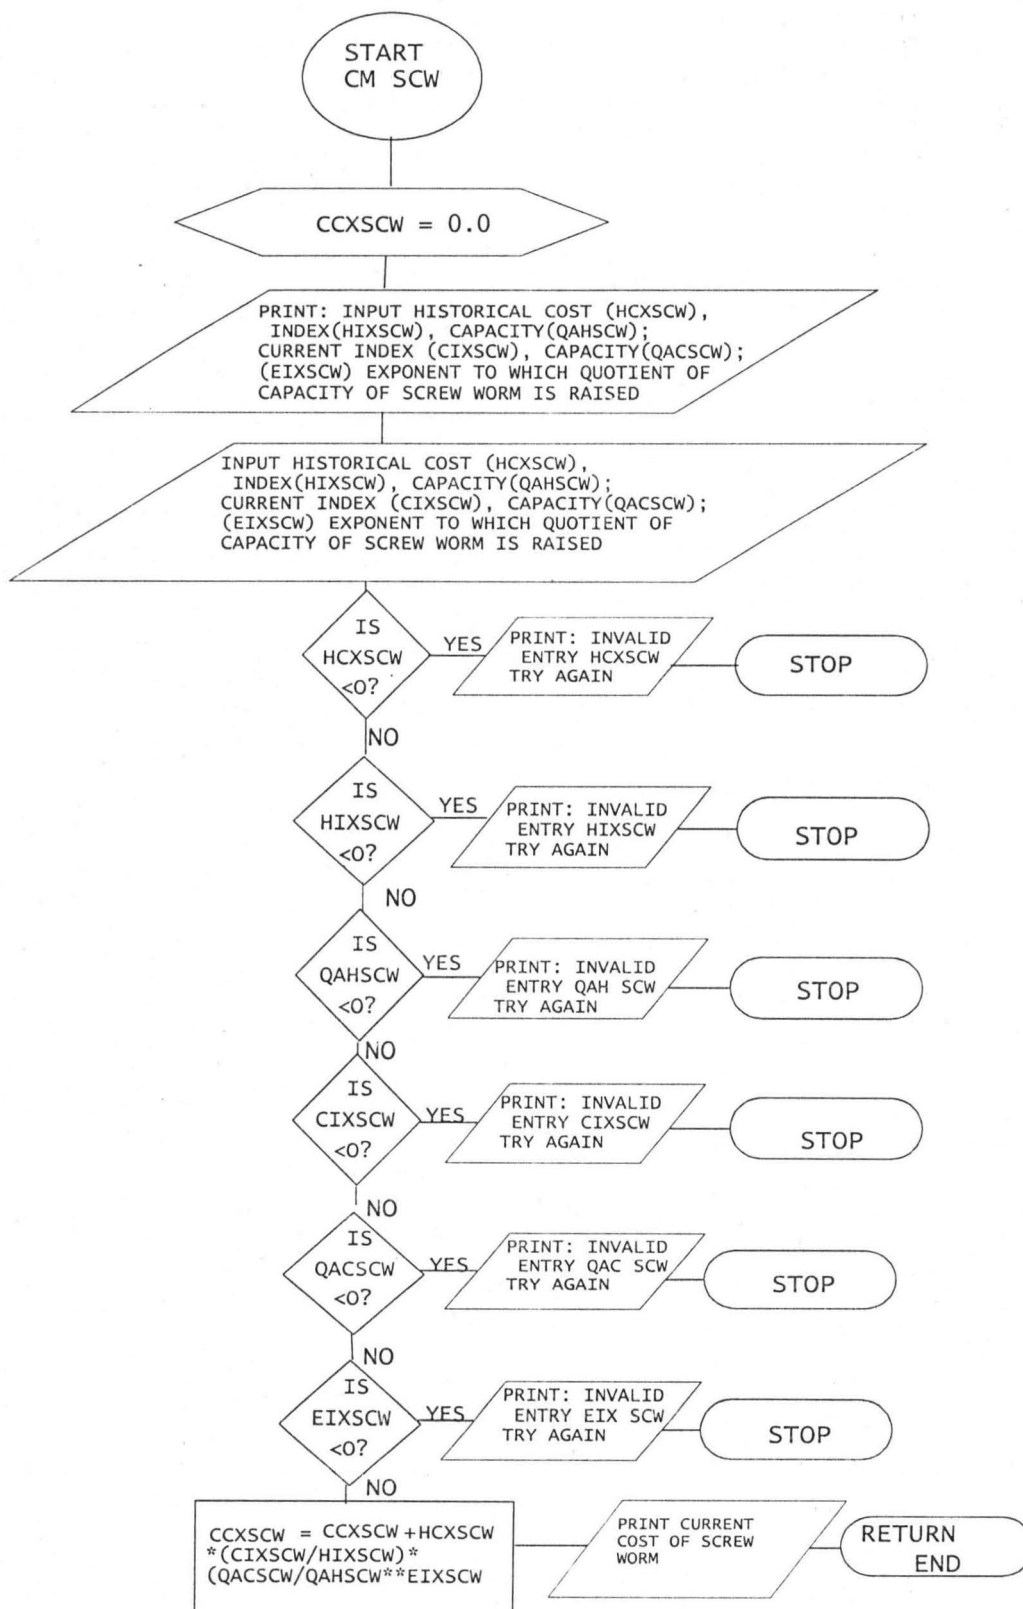 START
CM SCW
CCXSCW = 0.0
PRINT: INPUT HISTORICAL COST (HCXSCW),
INDEX(HIXSCW), CAPACITY(QAHSCW);
CURRENT INDEX (CIXSCW), CAPACITY(QACSCW);
(EIXSCW) EXPONENT TO WHICH QUOTIENT OF
CAPACITY OF SCREW WORM IS RAISED
INPUT HISTORICAL COST (HCXSCW),
INDEX(HIXSCW), CAPACITY(QAHSCW);
CURRENT INDEX (CIXSCW), CAPACITY(QACSCW);
(EIXSCW) EXPONENT TO WHICH QUOTIENT OF
CAPACITY OF SCREW WORM IS RAISED
IS
HCXSCW
<0?
YES
PRINT: INVALID
ENTRY HCXSCW
TRY AGAIN
STOP
NO
IS
HIXSCW
<0?
YES
PRINT: INVALID
ENTRY HIXSCW
TRY AGAIN
STOP
NO
IS
QAHSCW
<0?
YES
PRINT: INVALID
ENTRY QAH SCW
TRY AGAIN
STOP
NO
IS
CIXSCW
<0?
YES
PRINT: INVALID
ENTRY CIXSCW
TRY AGAIN
STOP
NO
IS
QACSCW
<0?
YES
PRINT: INVALID
ENTRY QAC SCW
TRY AGAIN
STOP
NO
IS
EIXSCW
<0?
YES
PRINT: INVALID
ENTRY EIX SCW
TRY AGAIN
STOP
NO
CCXSCW = CCXSCW +HCXSCW
*(CIXSCW/HIXSCW)*
(QACSCW/QAHSCW**EIXSCW
PRINT CURRENT
COST OF SCREW
WORM
RETURN
END